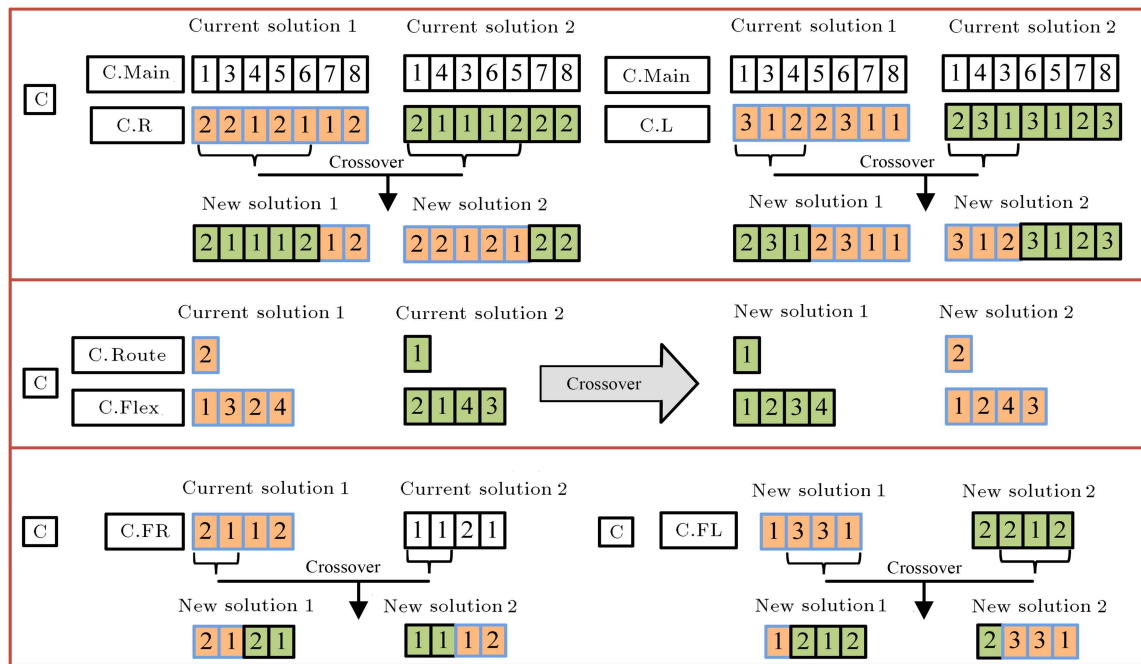 Current solution 1 Current solution 2 Current solution 1 Current solution 2
C.Main 1 3 4 5 6 7 8 1 4 3 6 5 7 8 C.Main 1 3 4 5 6 7 8 1 4 3 6 5 7 8
C
C.R 2 2 1 2 1 1 2 2 1 1 1 2 2 2 C.L 3 1 2 2 3 1 1 2 3 1 3 1 2 3
Crossover Crossover
New solution 1 New solution 2 New solution 1 New solution 2
2 1 1 1 2 1 2 2 2 1 2 1 2 2 2 3 1 2 3 1 1 3 1 2 3 1 2 3
Current solution 1 Current solution 2 New solution 1 New solution 2
C.Route 2 1 1 2
C Crossover
C.Flex 1 3 2 4 2 1 4 3 1 2 3 4 1 2 4 3
Current solution 1 Current solution 2 New solution 1 New solution 2
C C.FR 2 1 1 2 1 1 2 1 C C.FL 1 3 3 1 2 2 1 2
Crossover Crossover
New solution 1 New solution 2 New solution 1 New solution 2
2 1 2 1 1 1 1 2 1 2 1 2 2 3 3 1